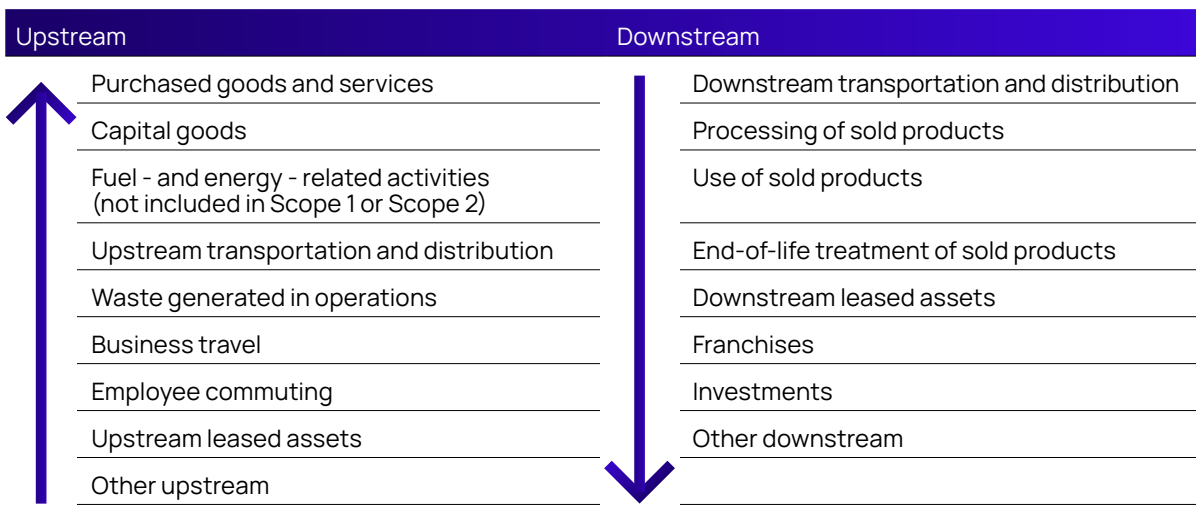 Upstream
Downstream
Purchased goods and services
Downstream transportation and distribution
Capital goods
Processing of sold products
Fuel - and energy - related activities
(not included in Scope 1 or Scope 2)
Use of sold products
Upstream transportation and distribution
End-of-life treatment of sold products
Waste generated in operations
Downstream leased assets
Business travel
Franchises
Employee commuting
Investments
Upstream leased assets
Other downstream
Other upstream